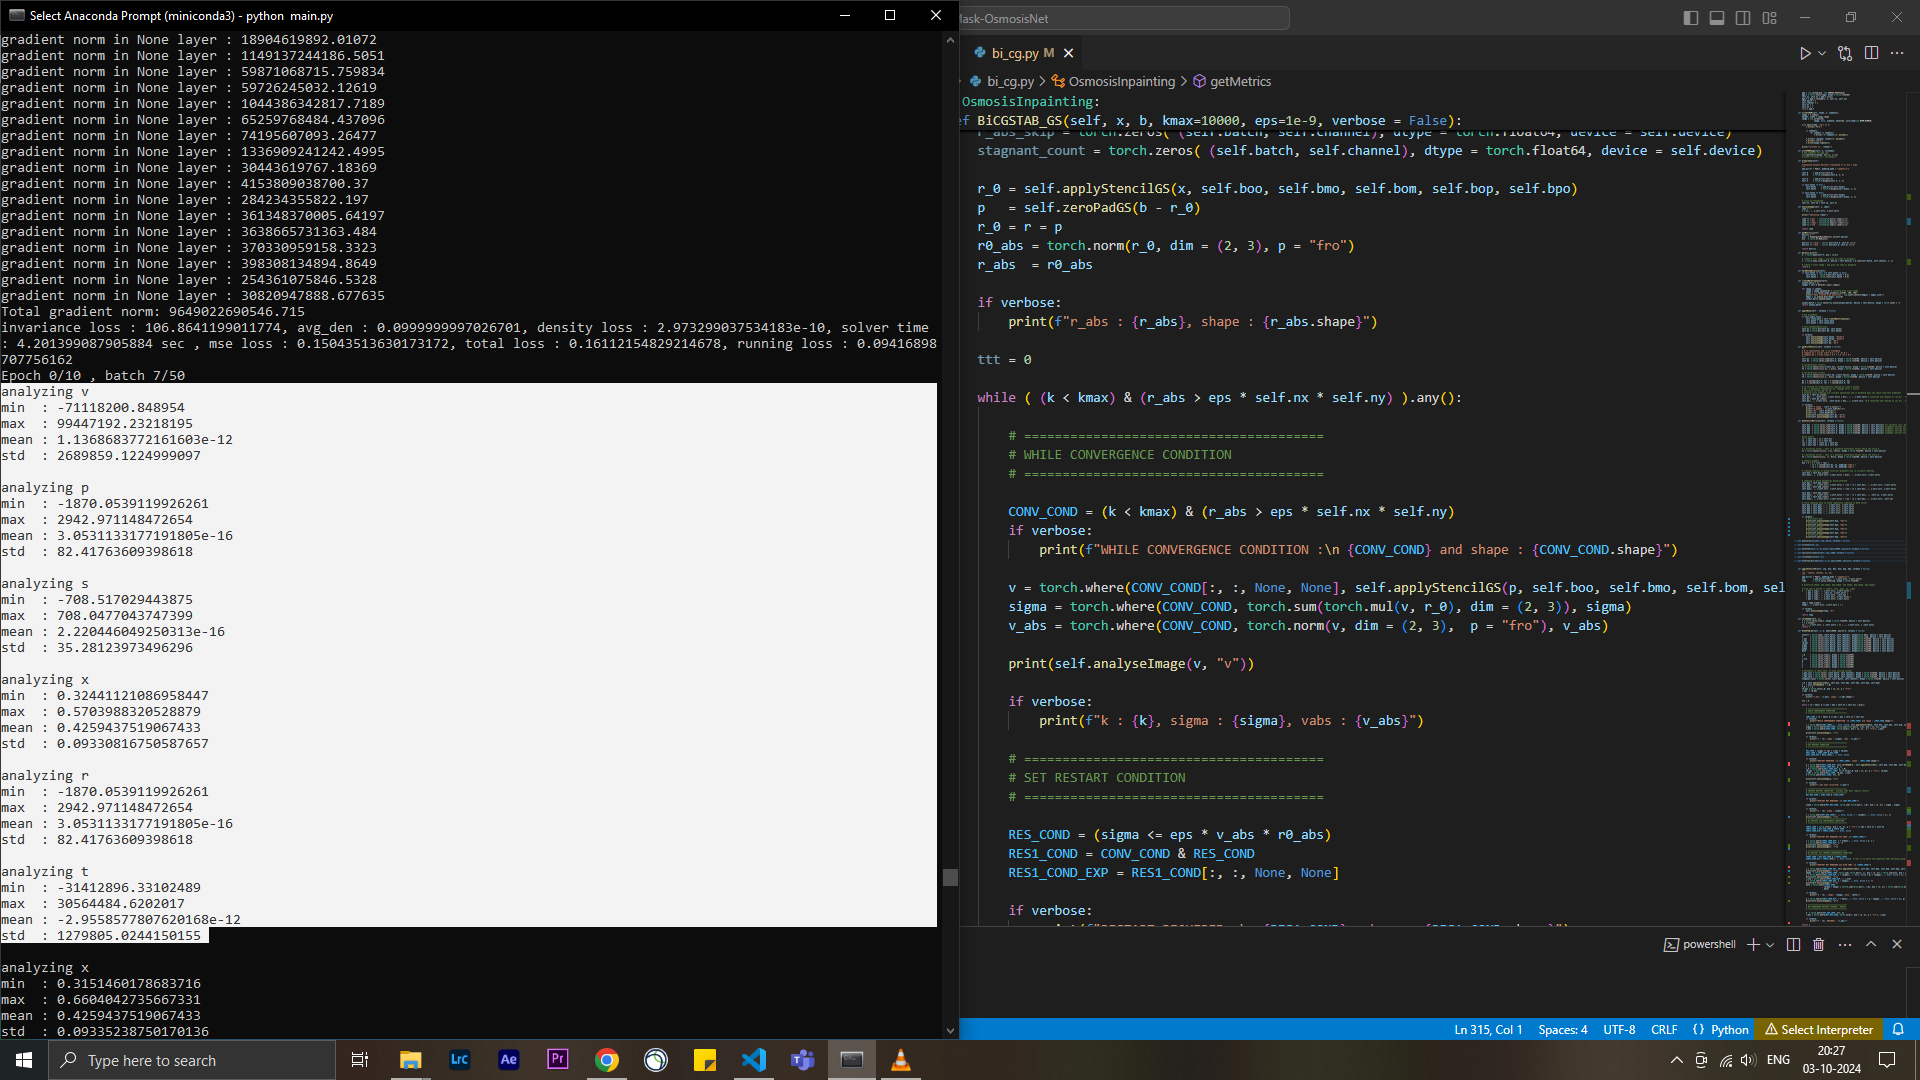 Select Anaconda Prompt (miniconda3) - python main.py
gradient norm in None layer : 18904619892.01072
gradient norm in None layer : 1149137244186.5051
gradient norm in None layer : 59871068715.759834
gradient norm in None layer : 59726245032.12619
gradient norm in None layer : 1044386342817.7189
gradient norm in None layer : 65259768484.437096
gradient norm in None layer : 74195607093.26477
gradient norm in None layer : 1336909241242.4995
gradient norm in None layer : 30443619767.18369
gradient norm in None layer : 4153809038700.37
gradient norm in None layer : 284234355822.197
gradient norm in None layer : 361348370005.64197
gradient norm in None layer : 3638665731363.484
gradient norm in None layer : 370330959158.3323
gradient norm in None layer : 398308134894.8649
gradient norm in None layer : 254361075846.5328
gradient norm in None layer : 30820947888.677635
Total gradient norm: 9649022690546.715
invariance loss : 106.8641199011774, avg_den : 0.0999999997026701, density loss : 2.973299037534183e-10, solver time
: 4.201399087905884 sec , mse loss : 0.15043513630173172, total loss : 0.16112154829214678, running loss : 0.09416898
707756162
Epoch 0/10 , batch 7/50
analyzing v
min  : -71118200.848954
max  : 99447192.23218195
mean : 1.1368683772161603e-12
std  : 2689859.1224999097
analyzing p
min  : -1870.0539119926261
max  : 2942.971148472654
mean : 3.0531133177191805e-16
std  : 82.41763609398618
analyzing s
min  : -708.517029443875
max  : 708.0477043747399
mean : 2.220446049250313e-16
std  : 35.28123973496296
analyzing x
min  : 0.32441121086958447
max  : 0.5703988320528879
mean : 0.4259437519067433
std  : 0.09330816750587657
analyzing r
min  : -1870.0539119926261
max  : 2942.971148472654
mean : 3.0531133177191805e-16
std  : 82.41763609398618
analyzing t
min  : -31412896.33102489
max  : 30564484.6202017
mean : -2.9558577807620168e-12
std  : 1279805.0244150155
analyzing x
min  : 0.3151460178683716
max  : 0.6604042735667331
mean : 0.4259437519067433
std  : 0.09335238750170136
Mask-OsmosisNet
bi_cg.py M
bi_cg.py > OsmosisInpainting > getMetrics
OsmosisInpainting:
ef BiCGSTAB_GS(self, x, b, kmax=10000, eps=1e-9, verbose = False):
r_abs_skip = torch.zeros( (self.batch, self.channel), dtype = torch.float64, device = self.device)
stagnant_count = torch.zeros( (self.batch, self.channel), dtype = torch.float64, device = self.device)
r_0 = self.applyStencilGS(x, self.boo, self.bmo, self.bom, self.bop, self.bpo)
p   = self.zeroPadGS(b - r_0)
r_0 = r = p
r0_abs = torch.norm(r_0, dim = (2, 3), p = "fro")
r_abs  = r0_abs
if verbose:
print(f"r_abs : {r_abs}, shape : {r_abs.shape}")
ttt = 0
while ( (k < kmax) & (r_abs > eps * self.nx * self.ny) ).any():
# =======================================
# WHILE CONVERGENCE CONDITION
# =======================================
CONV_COND = (k < kmax) & (r_abs > eps * self.nx * self.ny)
if verbose:
print(f"WHILE CONVERGENCE CONDITION :\n {CONV_COND} and shape : {CONV_COND.shape}")
v = torch.where(CONV_COND[:, :, None, None], self.applyStencilGS(p, self.boo, self.bmo, self.bom, sel
sigma = torch.where(CONV_COND, torch.sum(torch.mul(v, r_0), dim = (2, 3)), sigma)
v_abs = torch.where(CONV_COND, torch.norm(v, dim = (2, 3),  p = "fro"), v_abs)
print(self.analyseImage(v, "v"))
if verbose:
print(f"k : {k}, sigma : {sigma}, vabs : {v_abs}")
# =======================================
# SET RESTART CONDITION
# =======================================
RES_COND = (sigma <= eps * v_abs * r0_abs)
RES1_COND = CONV_COND & RES_COND
RES1_COND_EXP = RES1_COND[:, :, None, None]
if verbose:
powershell
Ln 315, Col 1
Spaces: 4
UTF-8
CRLF
Python
Select Interpreter
Type here to search
Lrc
Ae
Pr
ENG
20:27
03-10-2024